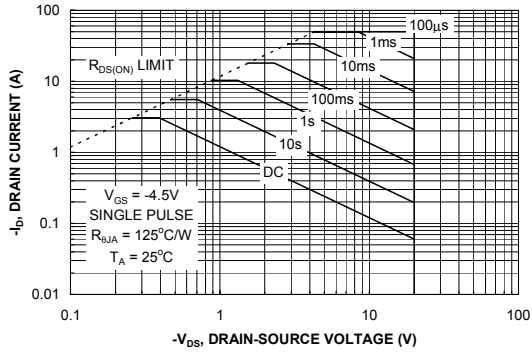 100
10
1
0.1
0.01
-I_D, DRAIN CURRENT (A)
R_DS(ON) LIMIT
100µs
1ms
10ms
100ms
1s
10s
DC
V_GS = -4.5V
SINGLE PULSE
R_θJA = 125°C/W
T_A = 25°C
0.1
1
10
100
-V_DS, DRAIN-SOURCE VOLTAGE (V)